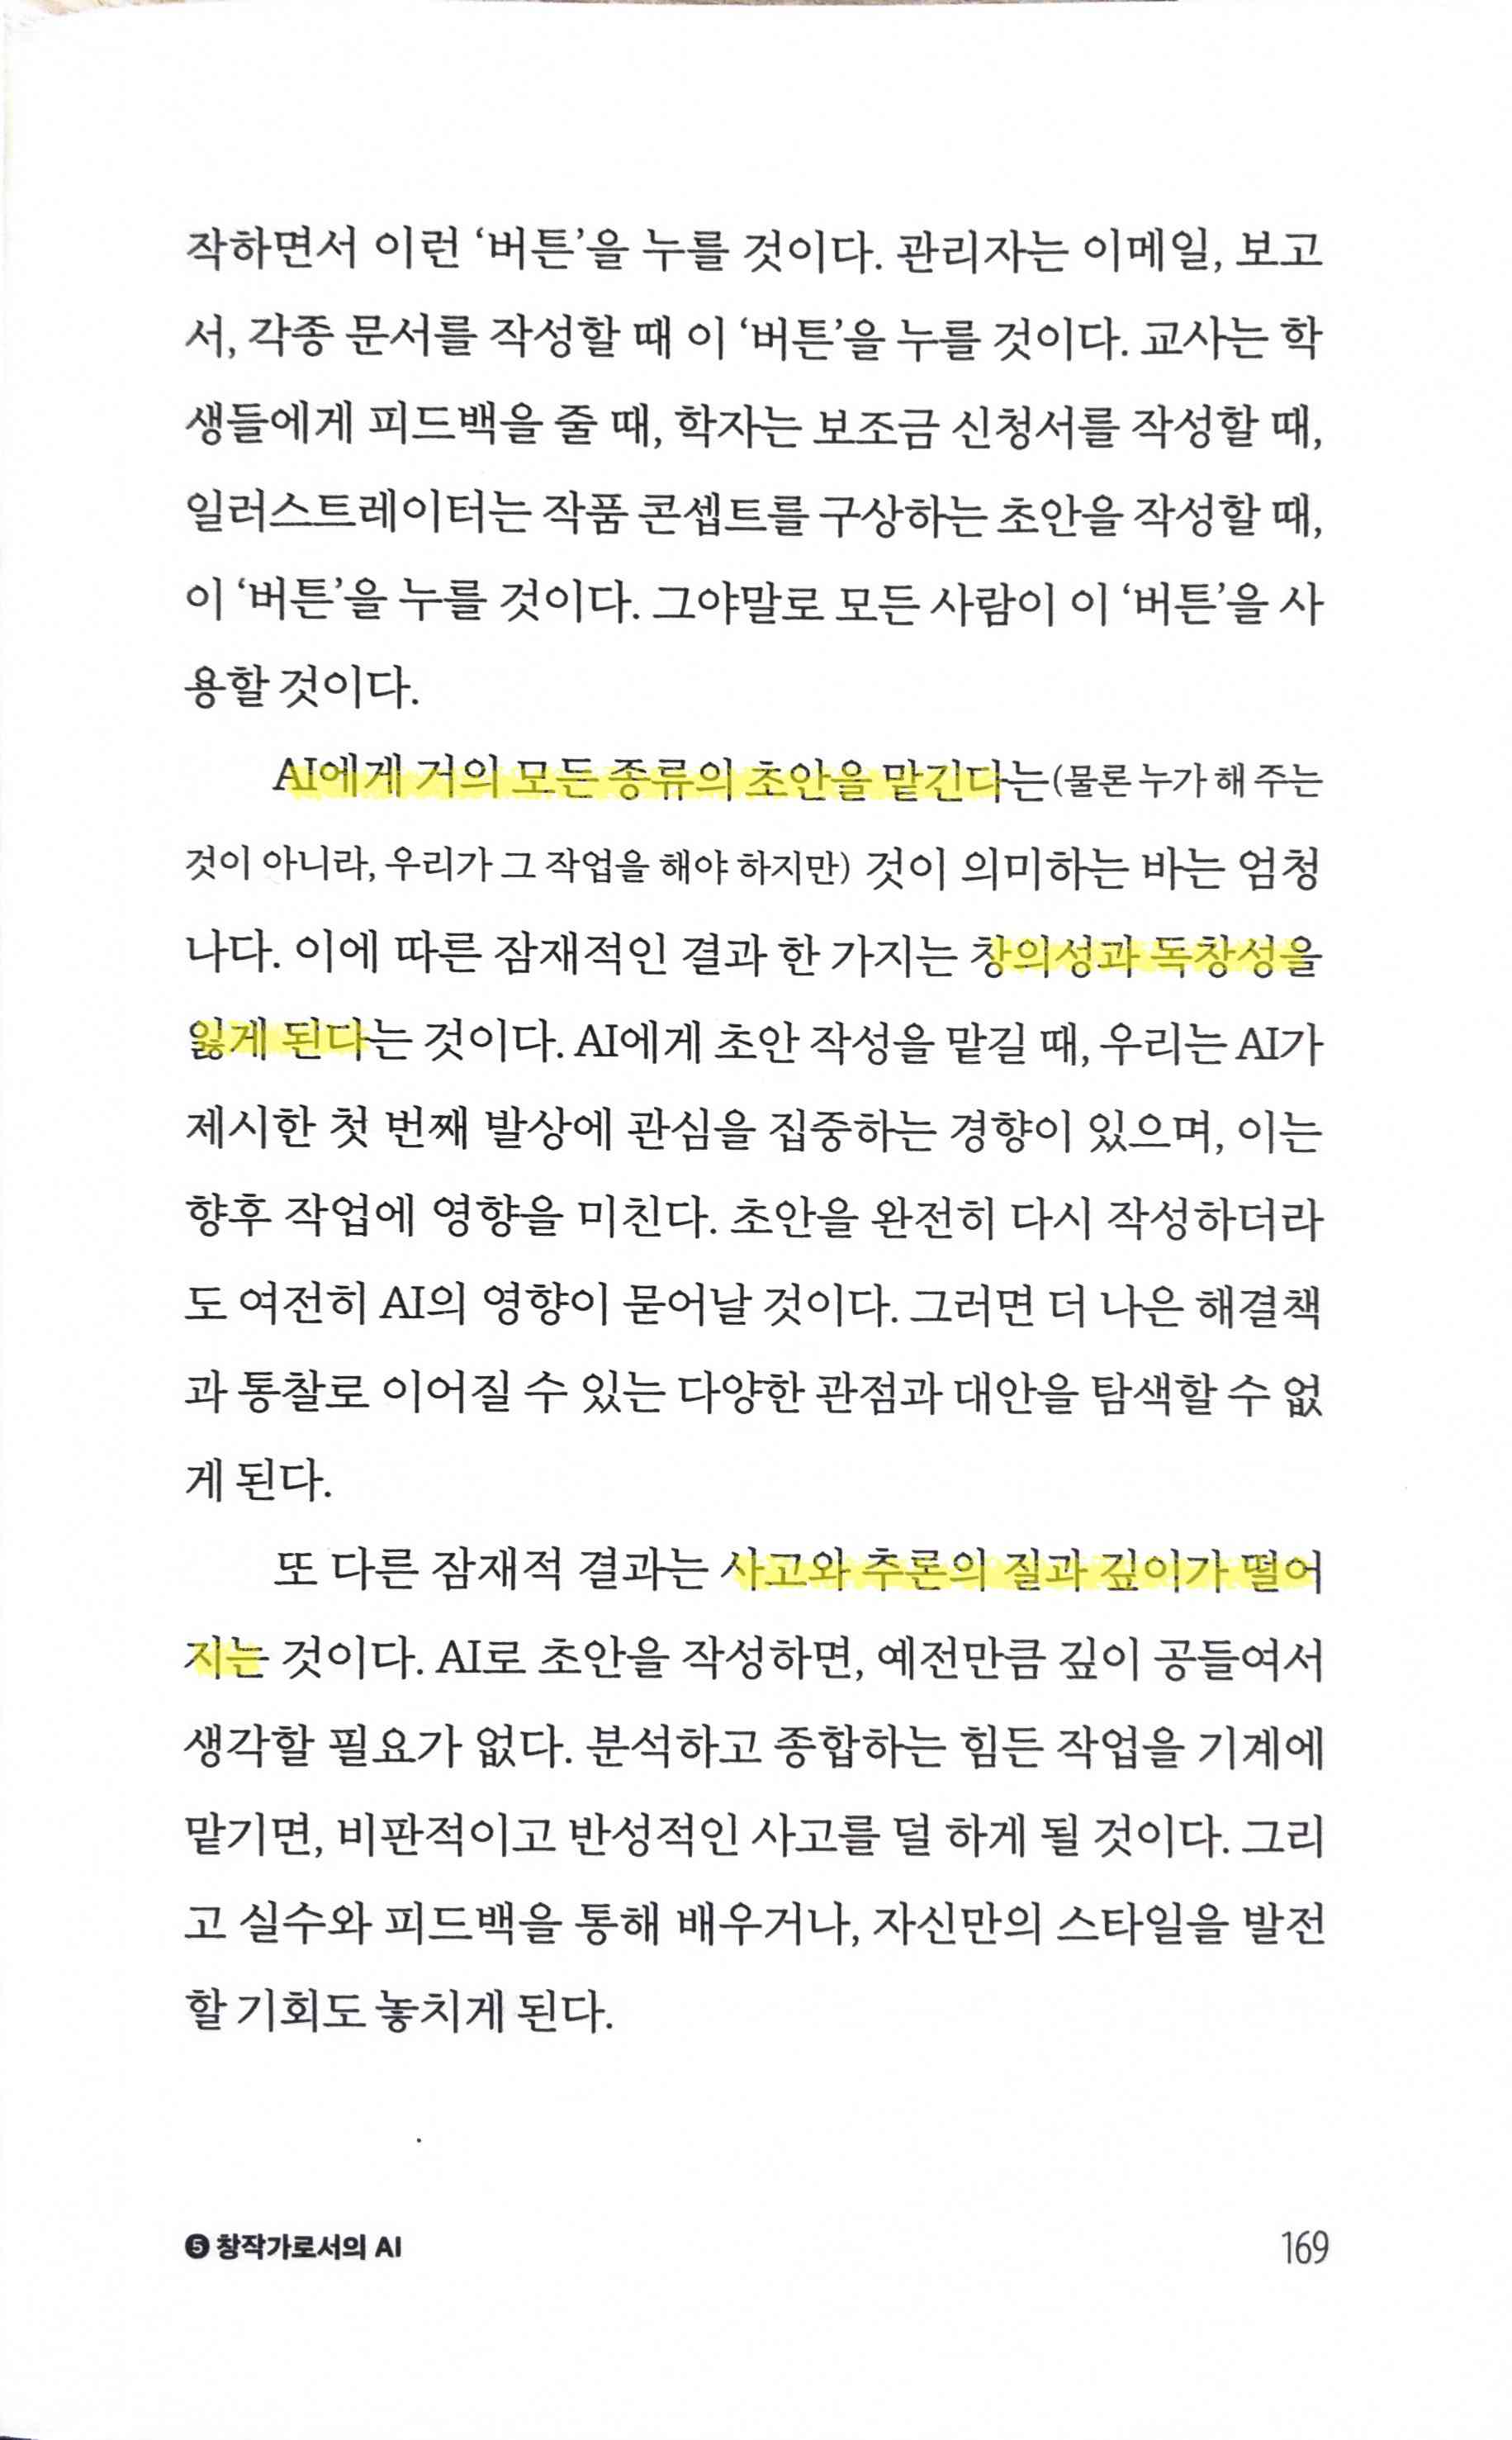 작하면서 이런 ‘버튼’을 누를 것이다. 관리자는 이메일, 보고
서, 각종 문서를 작성할 때 이 ‘버튼’을 누를 것이다. 교사는 학
생들에게 피드백을 줄 때, 학자는 보조금 신청서를 작성할 때,
일러스트레이터는 작품 콘셉트를 구상하는 초안을 작성할 때,
이 ‘버튼’을 누를 것이다. 그야말로 모든 사람이 이 ‘버튼’을 사
용할 것이다.
AI에게 거의 모든 종류의 초안을 맡긴다는(물론 누가 해 주는
것이 아니라, 우리가 그 작업을 해야 하지만) 것이 의미하는 바는 엄청
나다. 이에 따른 잠재적인 결과 한 가지는 창의성과 독창성을
잃게 된다는 것이다. AI에게 초안 작성을 맡길 때, 우리는 AI가
제시한 첫 번째 발상에 관심을 집중하는 경향이 있으며, 이는
향후 작업에 영향을 미친다. 초안을 완전히 다시 작성하더라
도 여전히 AI의 영향이 묻어날 것이다. 그러면 더 나은 해결책
과 통찰로 이어질 수 있는 다양한 관점과 대안을 탐색할 수 없
게 된다.
또 다른 잠재적 결과는 사고와 추론의 질과 깊이가 떨어
지는 것이다. AI로 초안을 작성하면, 예전만큼 깊이 공들여서
생각할 필요가 없다. 분석하고 종합하는 힘든 작업을 기계에
맡기면, 비판적이고 반성적인 사고를 덜 하게 될 것이다. 그리
고 실수와 피드백을 통해 배우거나, 자신만의 스타일을 발전
할 기회도 놓치게 된다.
❺ 창작가로서의 AI
169